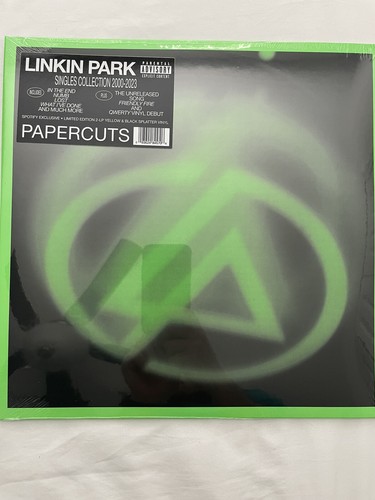 LINKIN PARK
PARENTAL
ADVISORY
EXPLICIT CONTENT
SINGLES COLLECTION 2000-2023
INCLUDES
IN THE END
NUMB
LOST
WHAT I'VE DONE
AND MUCH MORE
PLUS
THE UNRELEASED
SONG
FRIENDLY FIRE
AND
QWERTY VINYL DEBUT
SPOTIFY EXCLUSIVE • LIMITED EDITION 2-LP YELLOW & BLACK SPLATTER VINYL
PAPERCUTS